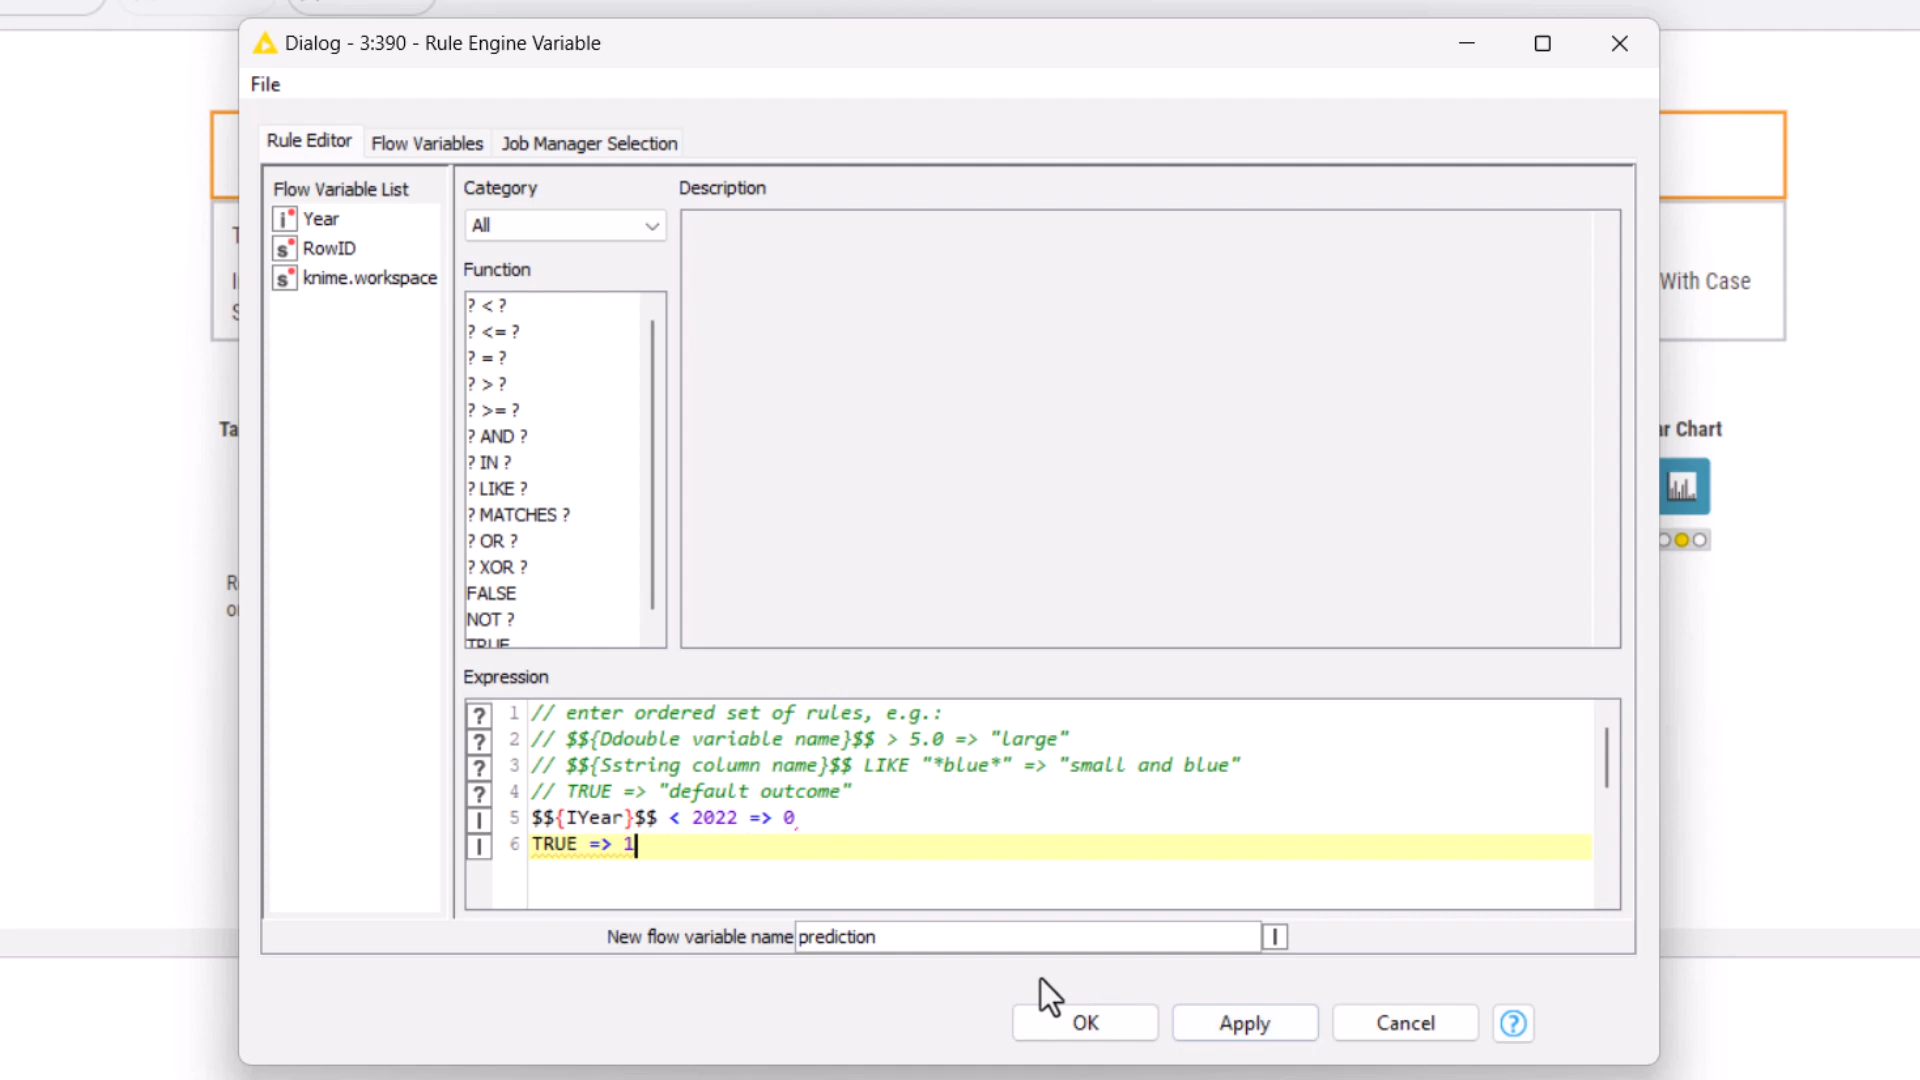 Dialog - 3:390 - Rule Engine Variable
File
Rule Editor Flow Variables Job Manager Selection
Flow Variable List
i Year
s RowID
s knime.workspace
Category
All
Function
? < ?
? <= ?
? = ?
? > ?
? >= ?
? AND ?
? IN ?
? LIKE ?
? MATCHES ?
? OR ?
? XOR ?
FALSE
NOT ?
TRUE
Description
Expression
? 1 // enter ordered set of rules, e.g.:
? 2 // $${Ddouble variable name}$$ > 5.0 => "large"
? 3 // $${Sstring column name}$$ LIKE "*blue*" => "small and blue"
? 4 // TRUE => "default outcome"
I 5 $${IYear}$$ < 2022 => 0
I 6 TRUE => 1
New flow variable name prediction I
OK Apply Cancel ?
With Case
Ta
ar Chart